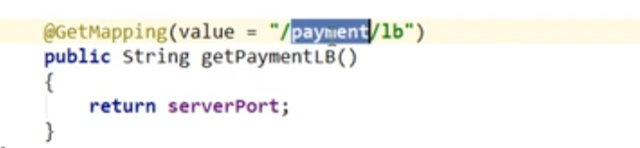 @GetMapping(value = "/payment/lb")
public String getPaymentLB()
{
return serverPort;
}